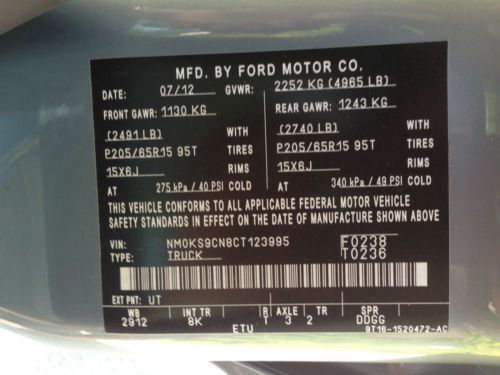 MFD. BY FORD MOTOR CO.
DATE: 07/12 GVWR: 2252 KG (4965 LB)
FRONT GAWR: 1130 KG REAR GAWR: 1243 KG
(2491 LB) WITH (2740 LB) WITH
P205/65R15 95T TIRES P205/65R15 95T TIRES
15X6J RIMS 15X6J RIMS
AT 275 kPa / 40 PSI COLD AT 340 kPa / 49 PSI COLD
THIS VEHICLE CONFORMS TO ALL APPLICABLE FEDERAL MOTOR VEHICLE
SAFETY STANDARDS IN EFFECT ON THE DATE OF MANUFACTURE SHOWN ABOVE.
VIN: NM0KS9CN8CT123995 F0238
TYPE: TRUCK T0236
EXT PNT: UT
WB INT TR R AXLE TR SPR
2912 8K T 3 2 DDGG
ETU 9T16-1520472-AC